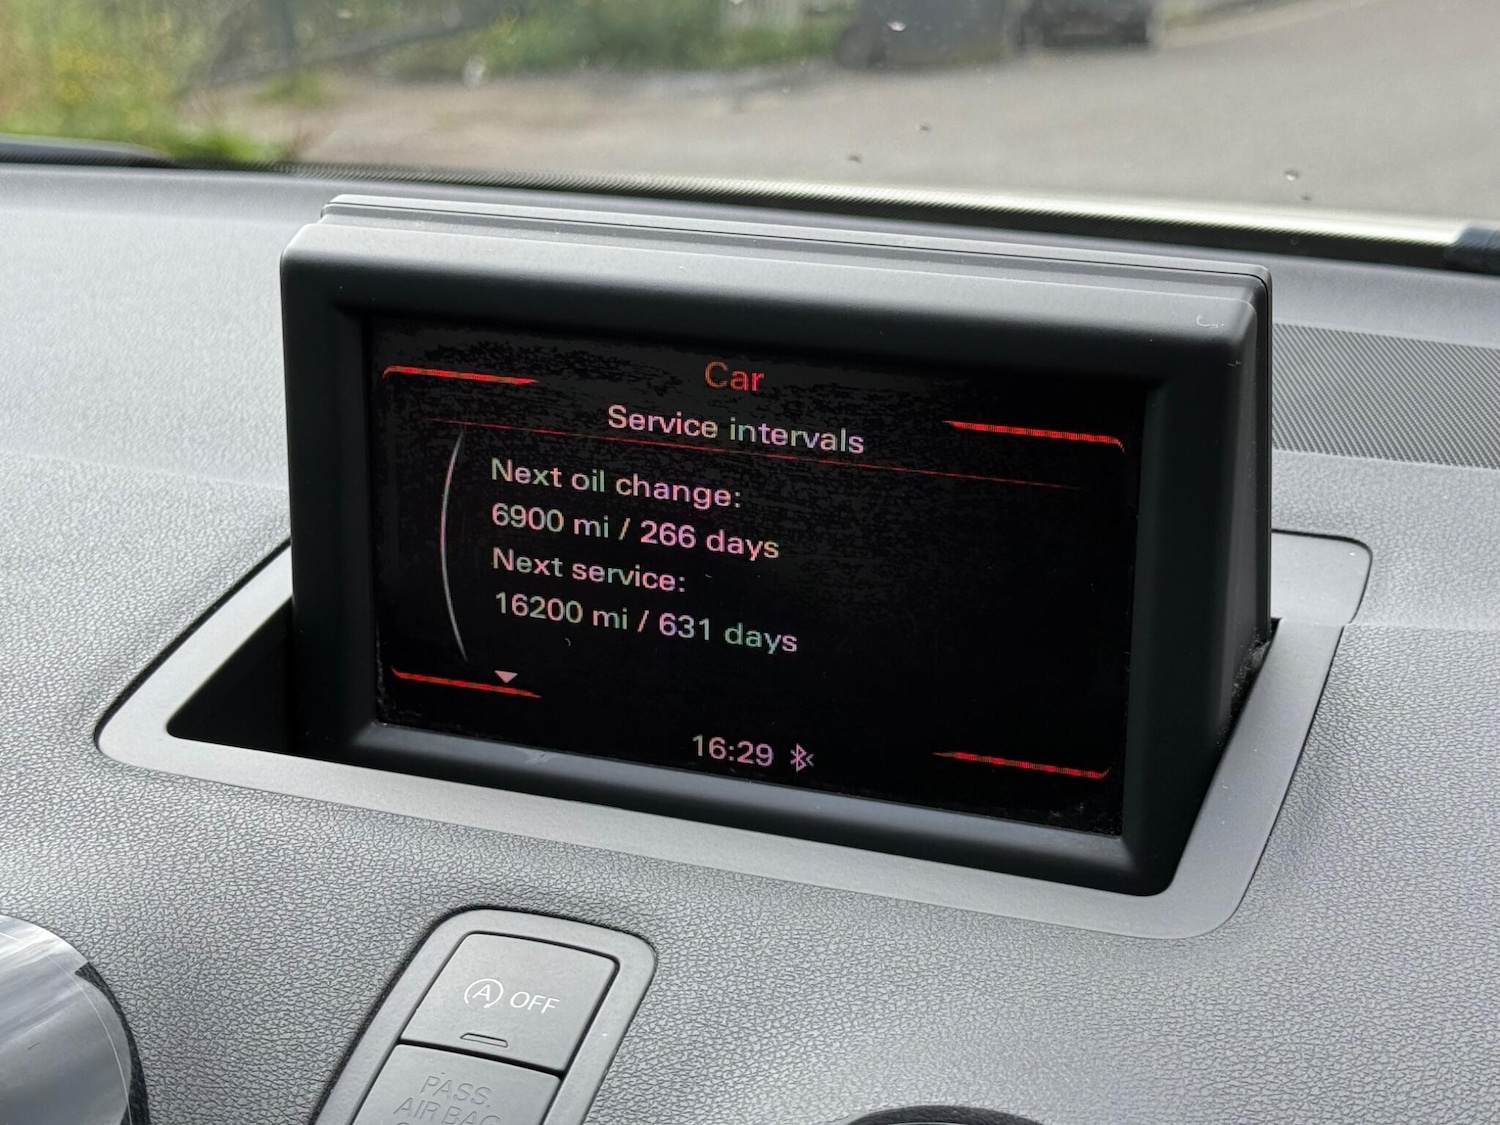 Car
Service intervals
Next oil change:
6900 mi / 266 days
Next service:
16200 mi / 631 days
16:29
A OFF
PASS.
AIR BAG